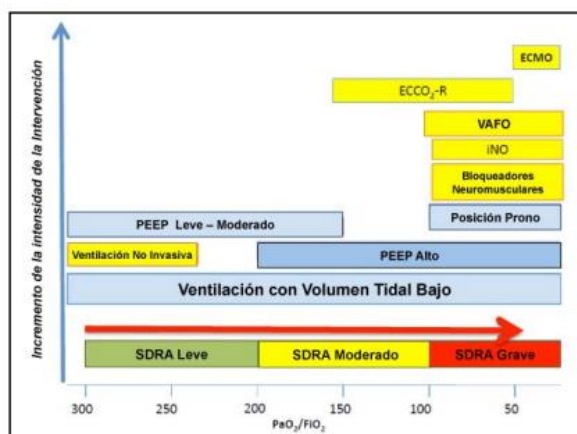 Incremento de la intensidad de la Intervención
ECMO
ECCO₂-R
VAFO
iNO
Bloqueadores
Neuromusculares
PEEP Leve – Moderado
Posición Prono
Ventilación No Invasiva
PEEP Alto
Ventilación con Volumen Tidal Bajo
SDRA Leve
SDRA Moderado
SDRA Grave
300
250
200
150
100
50
PaO₂/FiO₂